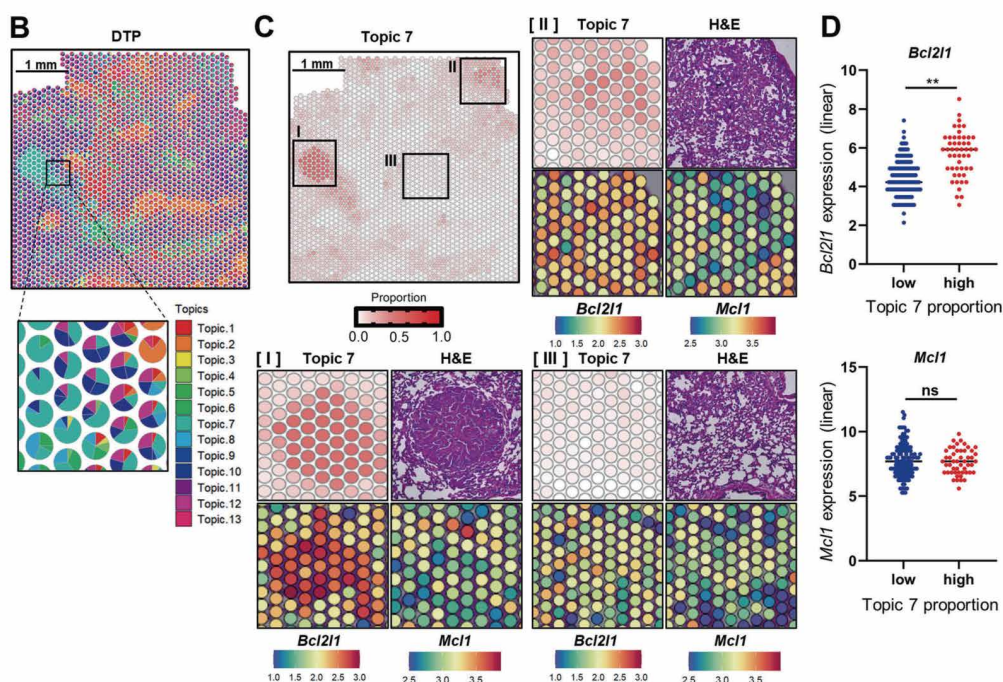 B
DTP
1 mm
Topics
Topic.1
Topic.2
Topic.3
Topic.4
Topic.5
Topic.6
Topic.7
Topic.8
Topic.9
Topic.10
Topic.11
Topic.12
Topic.13
C
Topic 7
1 mm
I
II
III
Proportion
0.0 0.5 1.0
[ II ]
H&E
Bcl2l1
Mcl1
1.0 1.5 2.0 2.5 3.0
2.5 3.0 3.5
[ I ] Topic 7 H&E
Bcl2l1
Mcl1
1.0 1.5 2.0 2.5 3.0
2.5 3.0 3.5
[ III ] Topic 7 H&E
Bcl2l1
Mcl1
1.0 1.5 2.0 2.5 3.0
2.5 3.0 3.5
D
Bcl2l1
**
Bcl2l1 expression (linear)
10
8
6
4
2
0
low high
Topic 7 proportion
Mcl1
ns
Mcl1 expression (linear)
15
10
5
0
low high
Topic 7 proportion